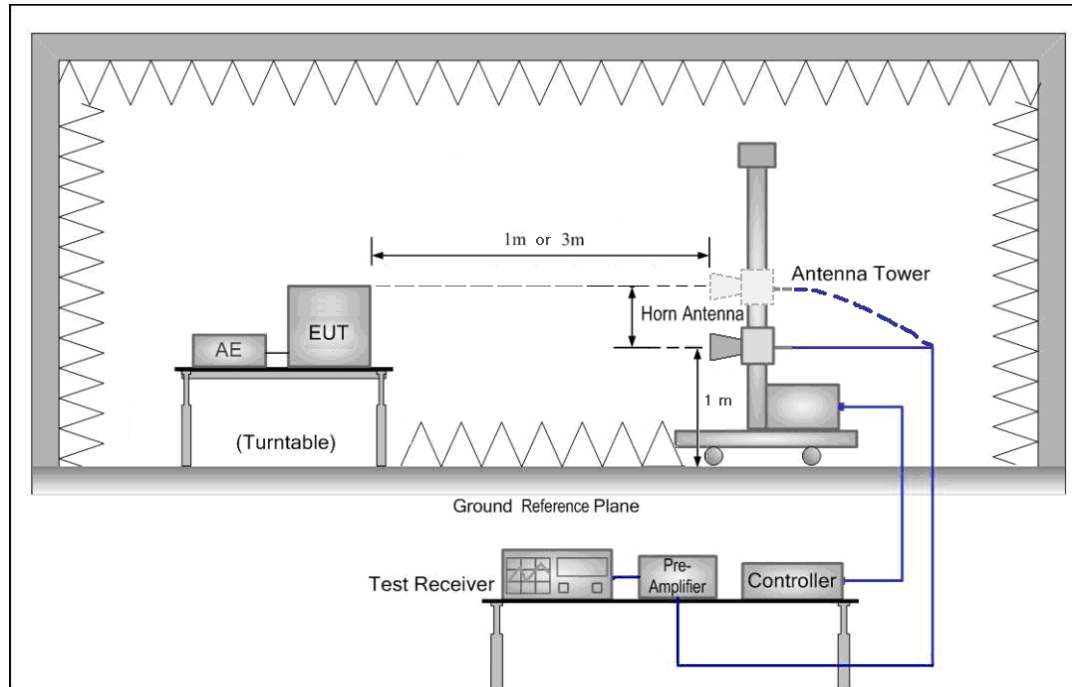 1m or 3m
Antenna Tower
Horn Antenna
EUT
AE
1 m
(Turntable)
Ground Reference Plane
Test Receiver
Pre-
Amplifier
Controller